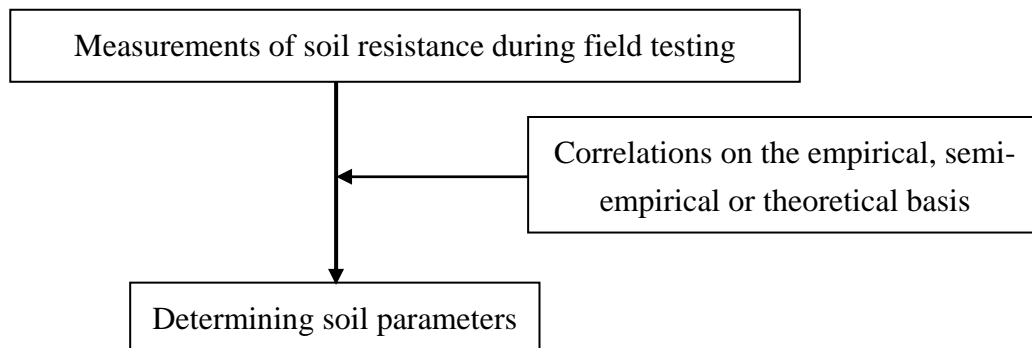 Measurements of soil resistance during field testing
Correlations on the empirical, semi-
empirical or theoretical basis
Determining soil parameters